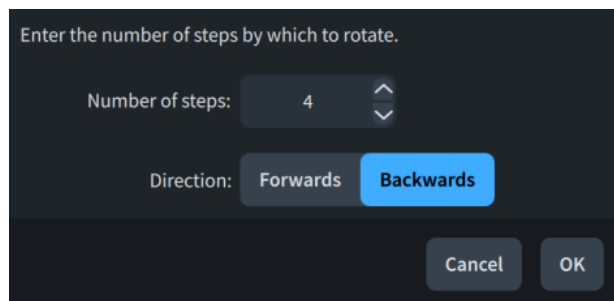 Enter the number of steps by which to rotate.
Number of steps: 4
Direction: Forwards Backwards
Cancel OK